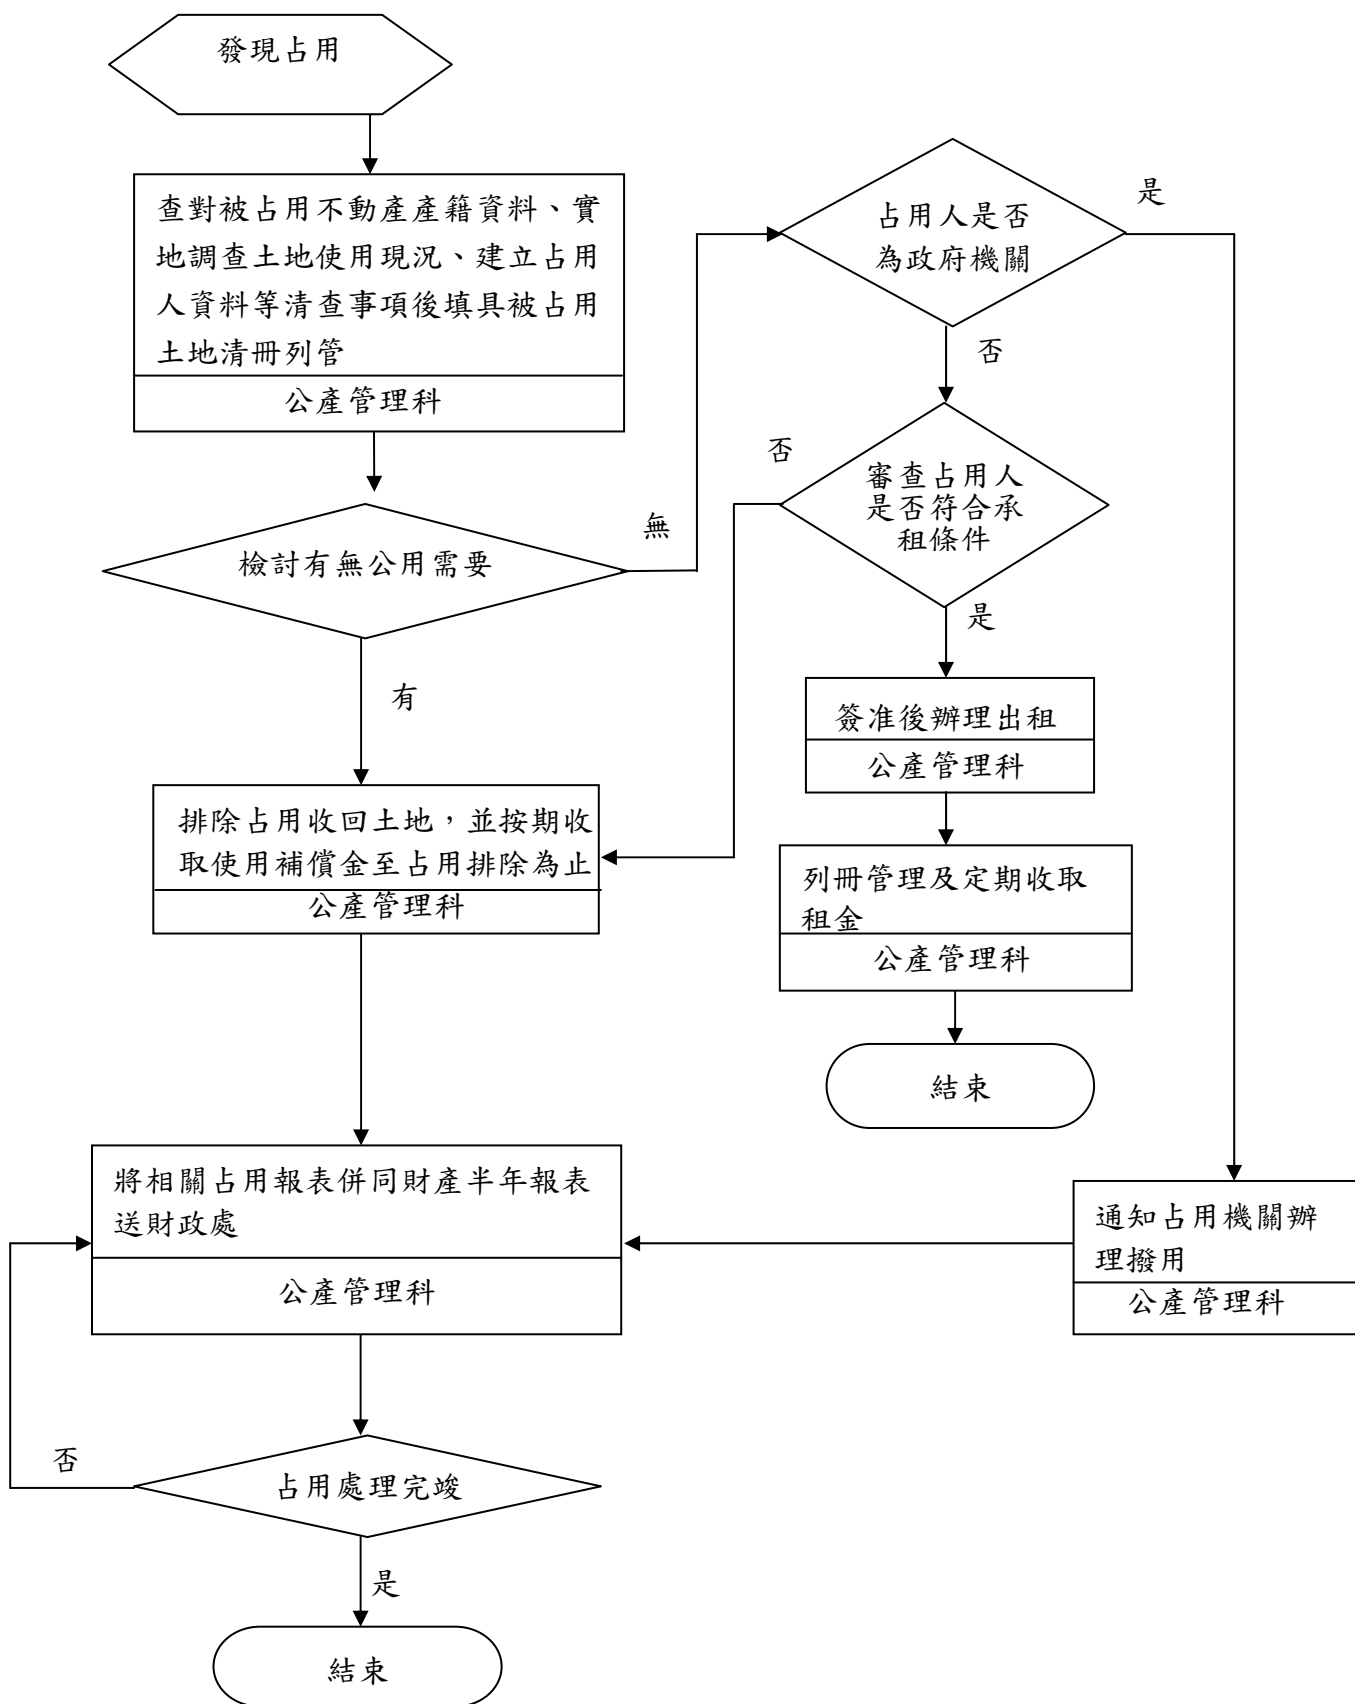 發現占用
查對被占用不動產產籍資料、實
地調查土地使用現況、建立占用
人資料等清查事項後填具被占用
土地清冊列管
公產管理科
檢討有無公用需要
無
有
占用人是否
為政府機關
是
否
審查占用人
是否符合承
租條件
否
是
簽准後辦理出租
公產管理科
列冊管理及定期收取
租金
公產管理科
結束
排除占用收回土地，並按期收
取使用補償金至占用排除為止
公產管理科
將相關占用報表併同財產半年報表
送財政處
公產管理科
通知占用機關辦
理撥用
公產管理科
占用處理完竣
否
是
結束